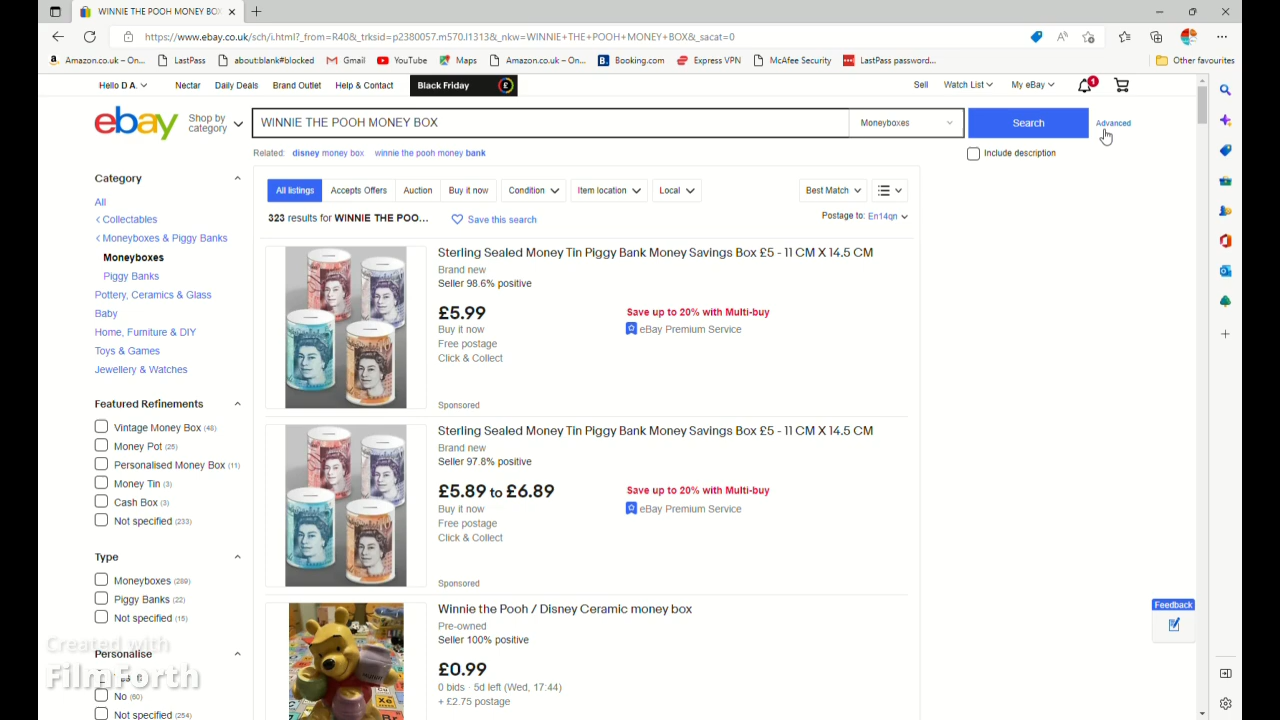 WINNIE THE POOH MONEY BOX
https://www.ebay.co.uk/sch/i.html?_from=R40&_trksid=p2380057.m570.l1313&_nkw=WINNIE+THE+POOH+MONEY+BOX&_sacat=0
Amazon.co.uk – On... LastPass about:blank#blocked Gmail YouTube Maps Amazon.co.uk – On... Booking.com Express VPN McAfee Security LastPass password... Other favourites
Hello D A. Nectar Daily Deals Brand Outlet Help & Contact Black Friday Sell Watch List My eBay 1
ebay Shop by category WINNIE THE POOH MONEY BOX Moneyboxes Search Advanced
Related: disney money box winnie the pooh money bank Include description
Category
All
< Collectables
< Moneyboxes & Piggy Banks
Moneyboxes
Piggy Banks
Pottery, Ceramics & Glass
Baby
Home, Furniture & DIY
Toys & Games
Jewellery & Watches
Featured Refinements
Vintage Money Box (48)
Money Pot (25)
Personalised Money Box (11)
Money Tin (3)
Cash Box (3)
Not specified (233)
Type
Moneyboxes (289)
Piggy Banks (22)
Not specified (15)
Personalise
No (60)
Not specified (254)
All listings Accepts Offers Auction Buy it now Condition Item location Local Best Match
323 results for WINNIE THE POO... Save this search Postage to: En14qn
Sterling Sealed Money Tin Piggy Bank Money Savings Box £5 - 11 CM X 14.5 CM
Brand new
Seller 98.6% positive
£5.99 Save up to 20% with Multi-buy
Buy it now eBay Premium Service
Free postage
Click & Collect
Sponsored
Sterling Sealed Money Tin Piggy Bank Money Savings Box £5 - 11 CM X 14.5 CM
Brand new
Seller 97.8% positive
£5.89 to £6.89 Save up to 20% with Multi-buy
Buy it now eBay Premium Service
Free postage
Click & Collect
Sponsored
Winnie the Pooh / Disney Ceramic money box
Pre-owned
Seller 100% positive
£0.99
0 bids · 5d left (Wed, 17:44)
+ £2.75 postage
Feedback
Created with
FilmForth